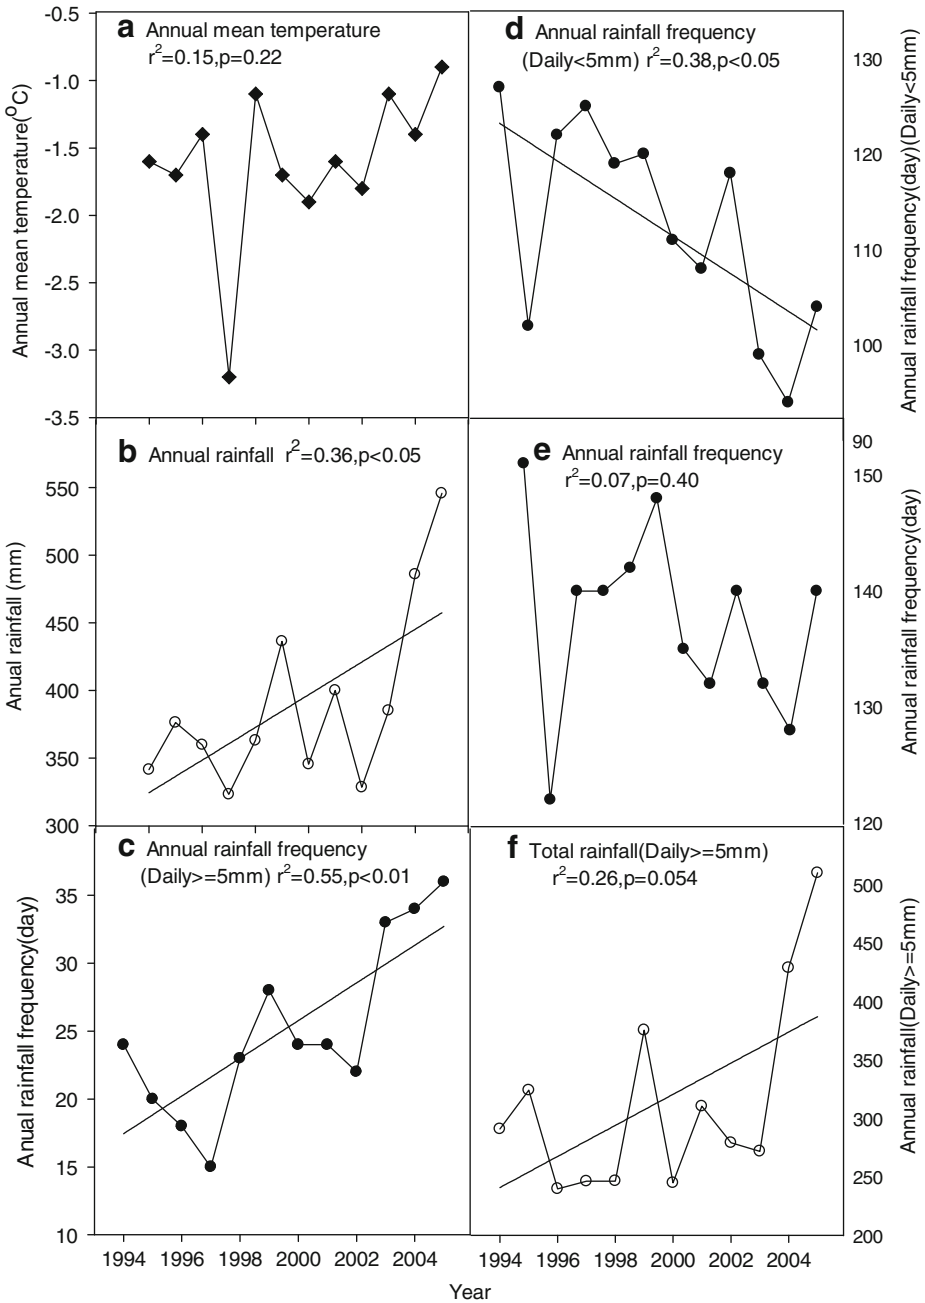 a Annual mean temperature
r2=0.15,p=0.22
Annual mean temperature(oC)
-0.5
-1.0
-1.5
-2.0
-2.5
-3.0
-3.5
d Annual rainfall frequency
(Daily<5mm) r2=0.38,p<0.05
130
120
110
100
90
Annual rainfall frequency(day)(Daily<5mm)
b Annual rainfall r2=0.36,p<0.05
Anual rainfall (mm)
550
500
450
400
350
300
e Annual rainfall frequency
r2=0.07,p=0.40
150
140
130
120
Annual rainfall frequency(day)
c Annual rainfall frequency
(Daily>=5mm) r2=0.55,p<0.01
Anual rainfall frequency(day)
35
30
25
20
15
10
1994 1996 1998 2000 2002 2004
f Total rainfall(Daily>=5mm)
r2=0.26,p=0.054
500
450
400
350
300
250
200
Annual rainfall(Daily>=5mm)
1994 1996 1998 2000 2002 2004
Year